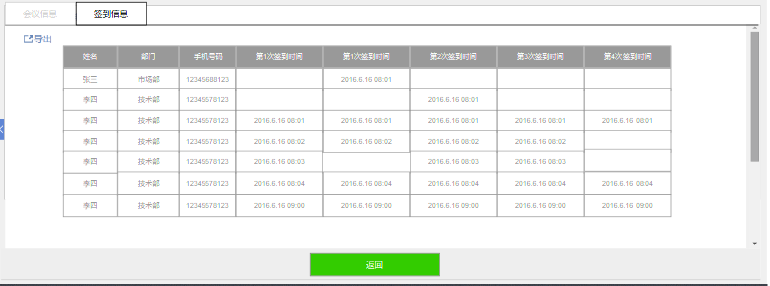 会议信息 签到信息
导出
姓名 部门 手机号码 第1次签到时间 第1次签到时间 第2次签到时间 第3次签到时间 第4次签到时间
张三 市场部 12345688123 2016.6.16 08:01
李四 技术部 12345578123 2016.6.16 08:01
李四 技术部 12345578123 2016.6.16 08:01 2016.6.16 08:01 2016.6.16 08:01 2016.6.16 08:01 2016.6.16 08:01
李四 技术部 12345578123 2016.6.16 08:02 2016.6.16 08:02 2016.6.16 08:02 2016.6.16 08:02
李四 技术部 12345578123 2016.6.16 08:03 2016.6.16 08:03 2016.6.16 08:03
李四 技术部 12345578123 2016.6.16 08:04 2016.6.16 08:04 2016.6.16 08:04 2016.6.16 08:04 2016.6.16 08:04
李四 技术部 12345578123 2016.6.16 09:00 2016.6.16 09:00 2016.6.16 09:00 2016.6.16 09:00 2016.6.16 09:00
返回